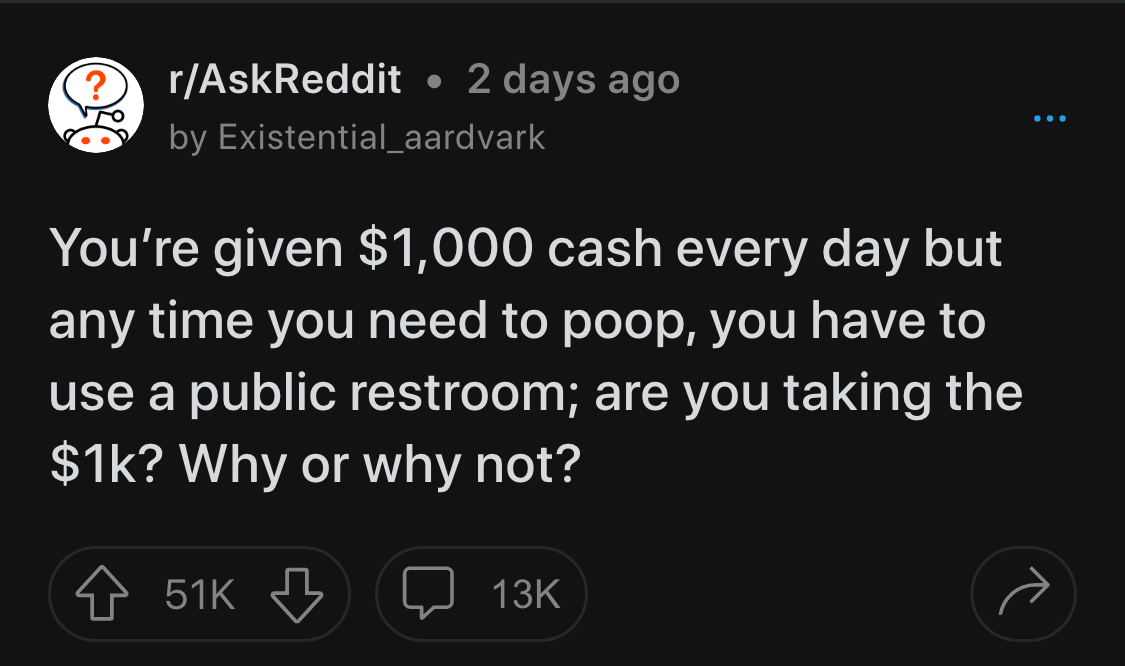 r/AskReddit • 2 days ago
by Existential_aardvark
You’re given $1,000 cash every day but
any time you need to poop, you have to
use a public restroom; are you taking the
$1k? Why or why not?
51K 13K